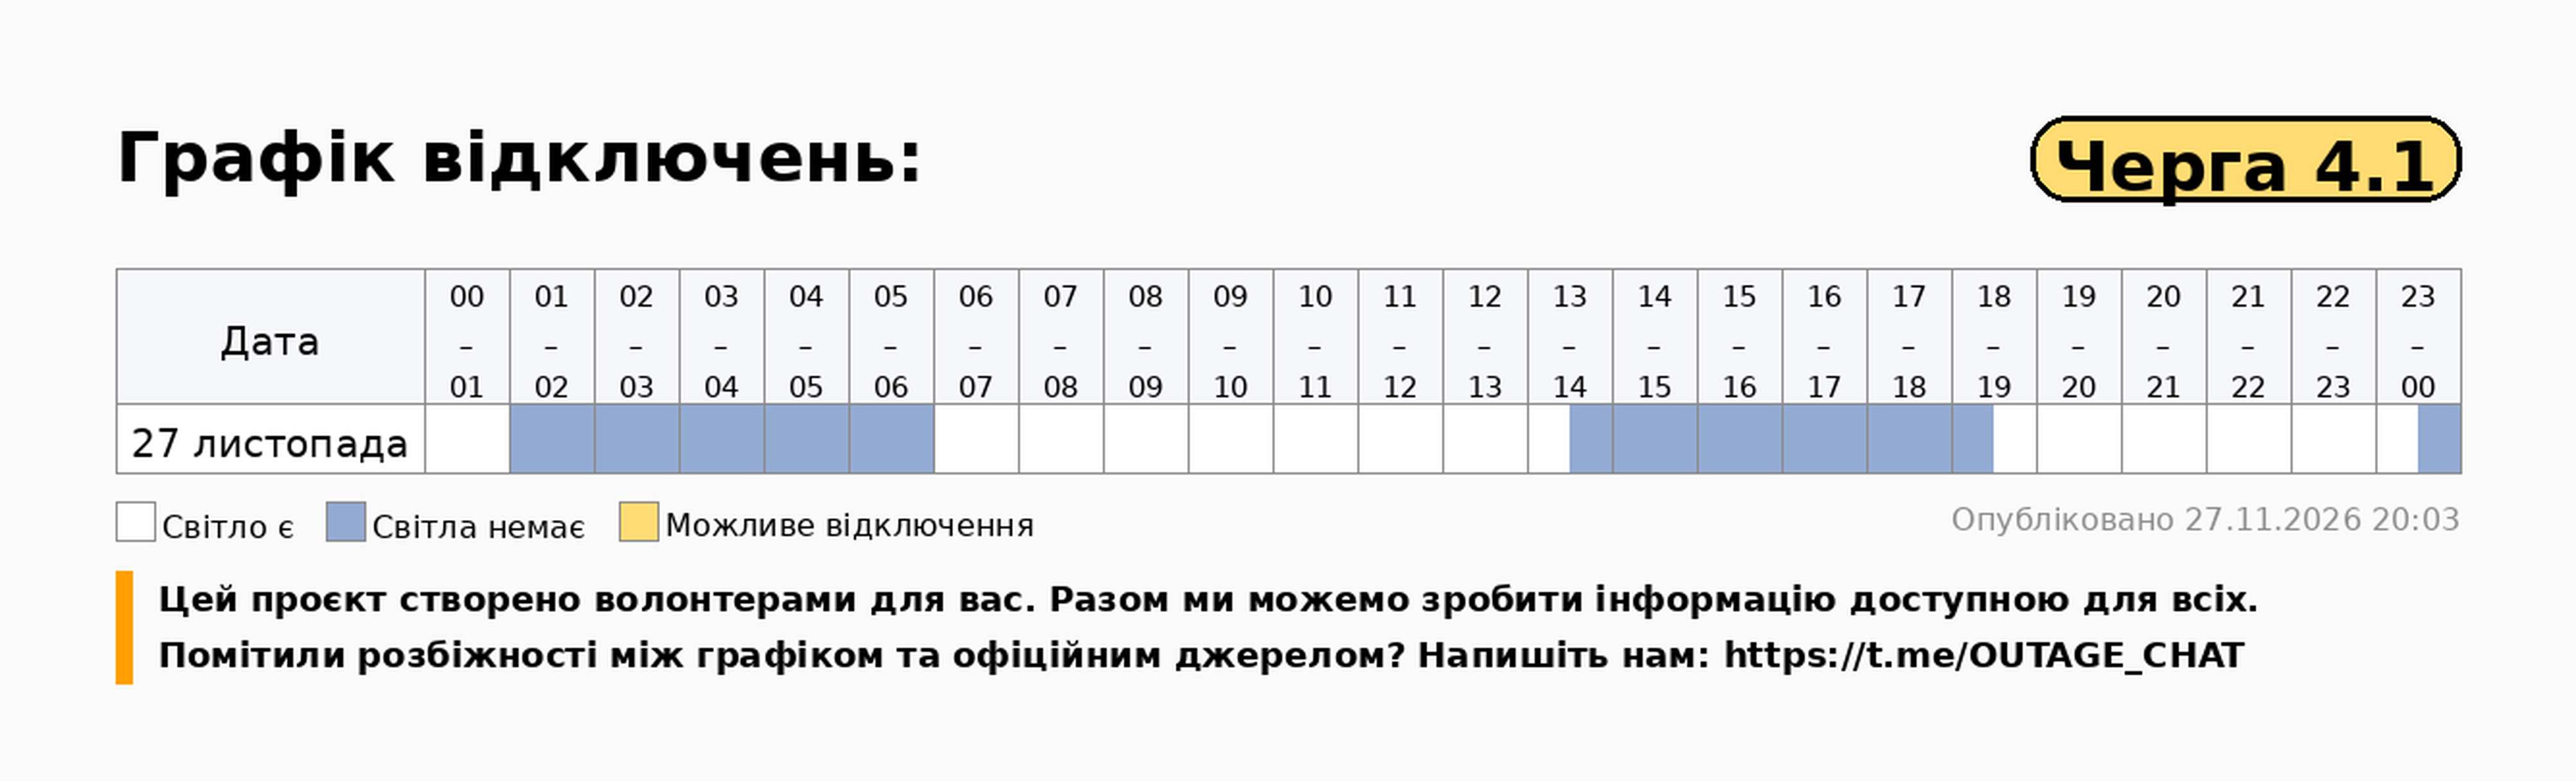 Графік відключень:
Черга 4.1
Дата
00 – 01
01 – 02
02 – 03
03 – 04
04 – 05
05 – 06
06 – 07
07 – 08
08 – 09
09 – 10
10 – 11
11 – 12
12 – 13
13 – 14
14 – 15
15 – 16
16 – 17
17 – 18
18 – 19
19 – 20
20 – 21
21 – 22
22 – 23
23 – 00
27 листопада
Світло є
Світла немає
Можливе відключення
Опубліковано 27.11.2026 20:03
Цей проєкт створено волонтерами для вас. Разом ми можемо зробити інформацію доступною для всіх.
Помітили розбіжності між графіком та офіційним джерелом? Напишіть нам: https://t.me/OUTAGE_CHAT